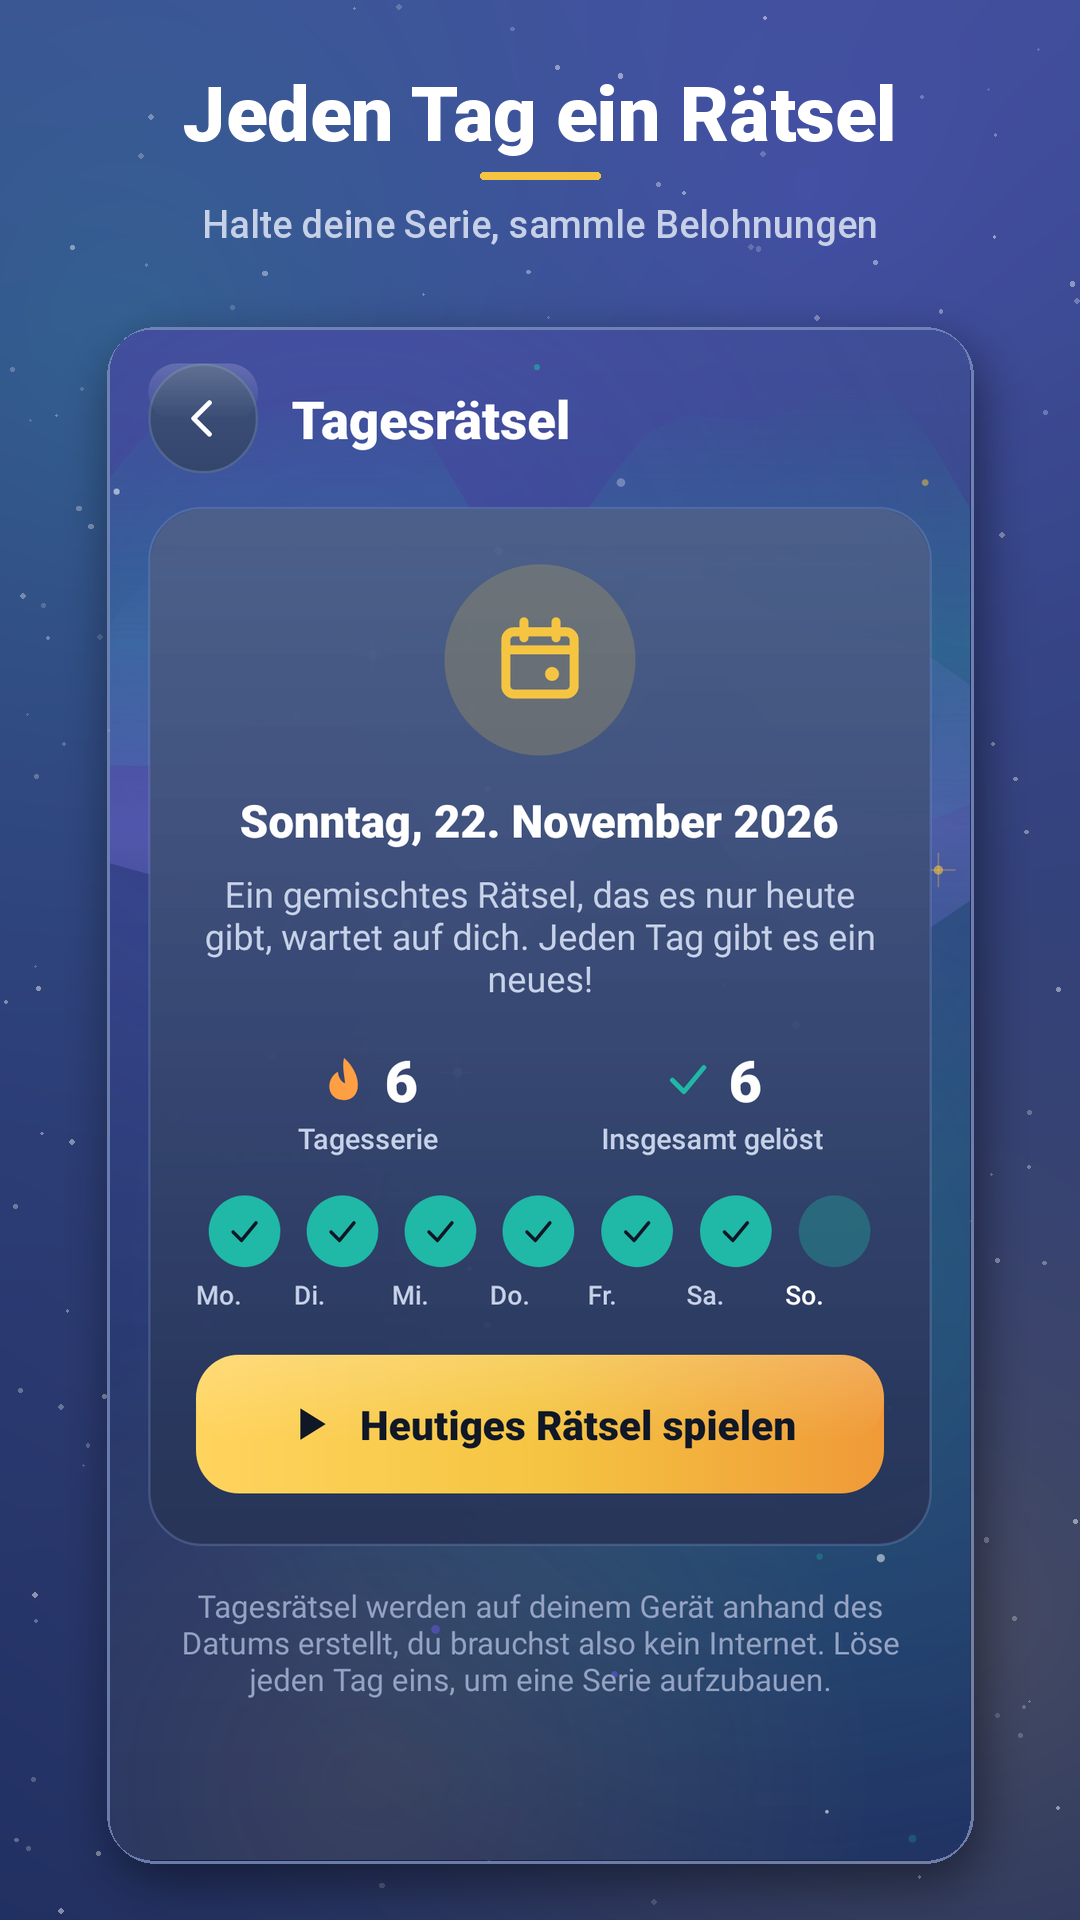 Jeden Tag ein Rätsel
Halte deine Serie, sammle Belohnungen
Tagesrätsel
Sonntag, 22. November 2026
Ein gemischtes Rätsel, das es nur heute
gibt, wartet auf dich. Jeden Tag gibt es ein
neues!
6 6
Tagesserie Insgesamt gelöst
Mo. Di. Mi. Do. Fr. Sa. So.
Heutiges Rätsel spielen
Tagesrätsel werden auf deinem Gerät anhand des
Datums erstellt, du brauchst also kein Internet. Löse
jeden Tag eins, um eine Serie aufzubauen.